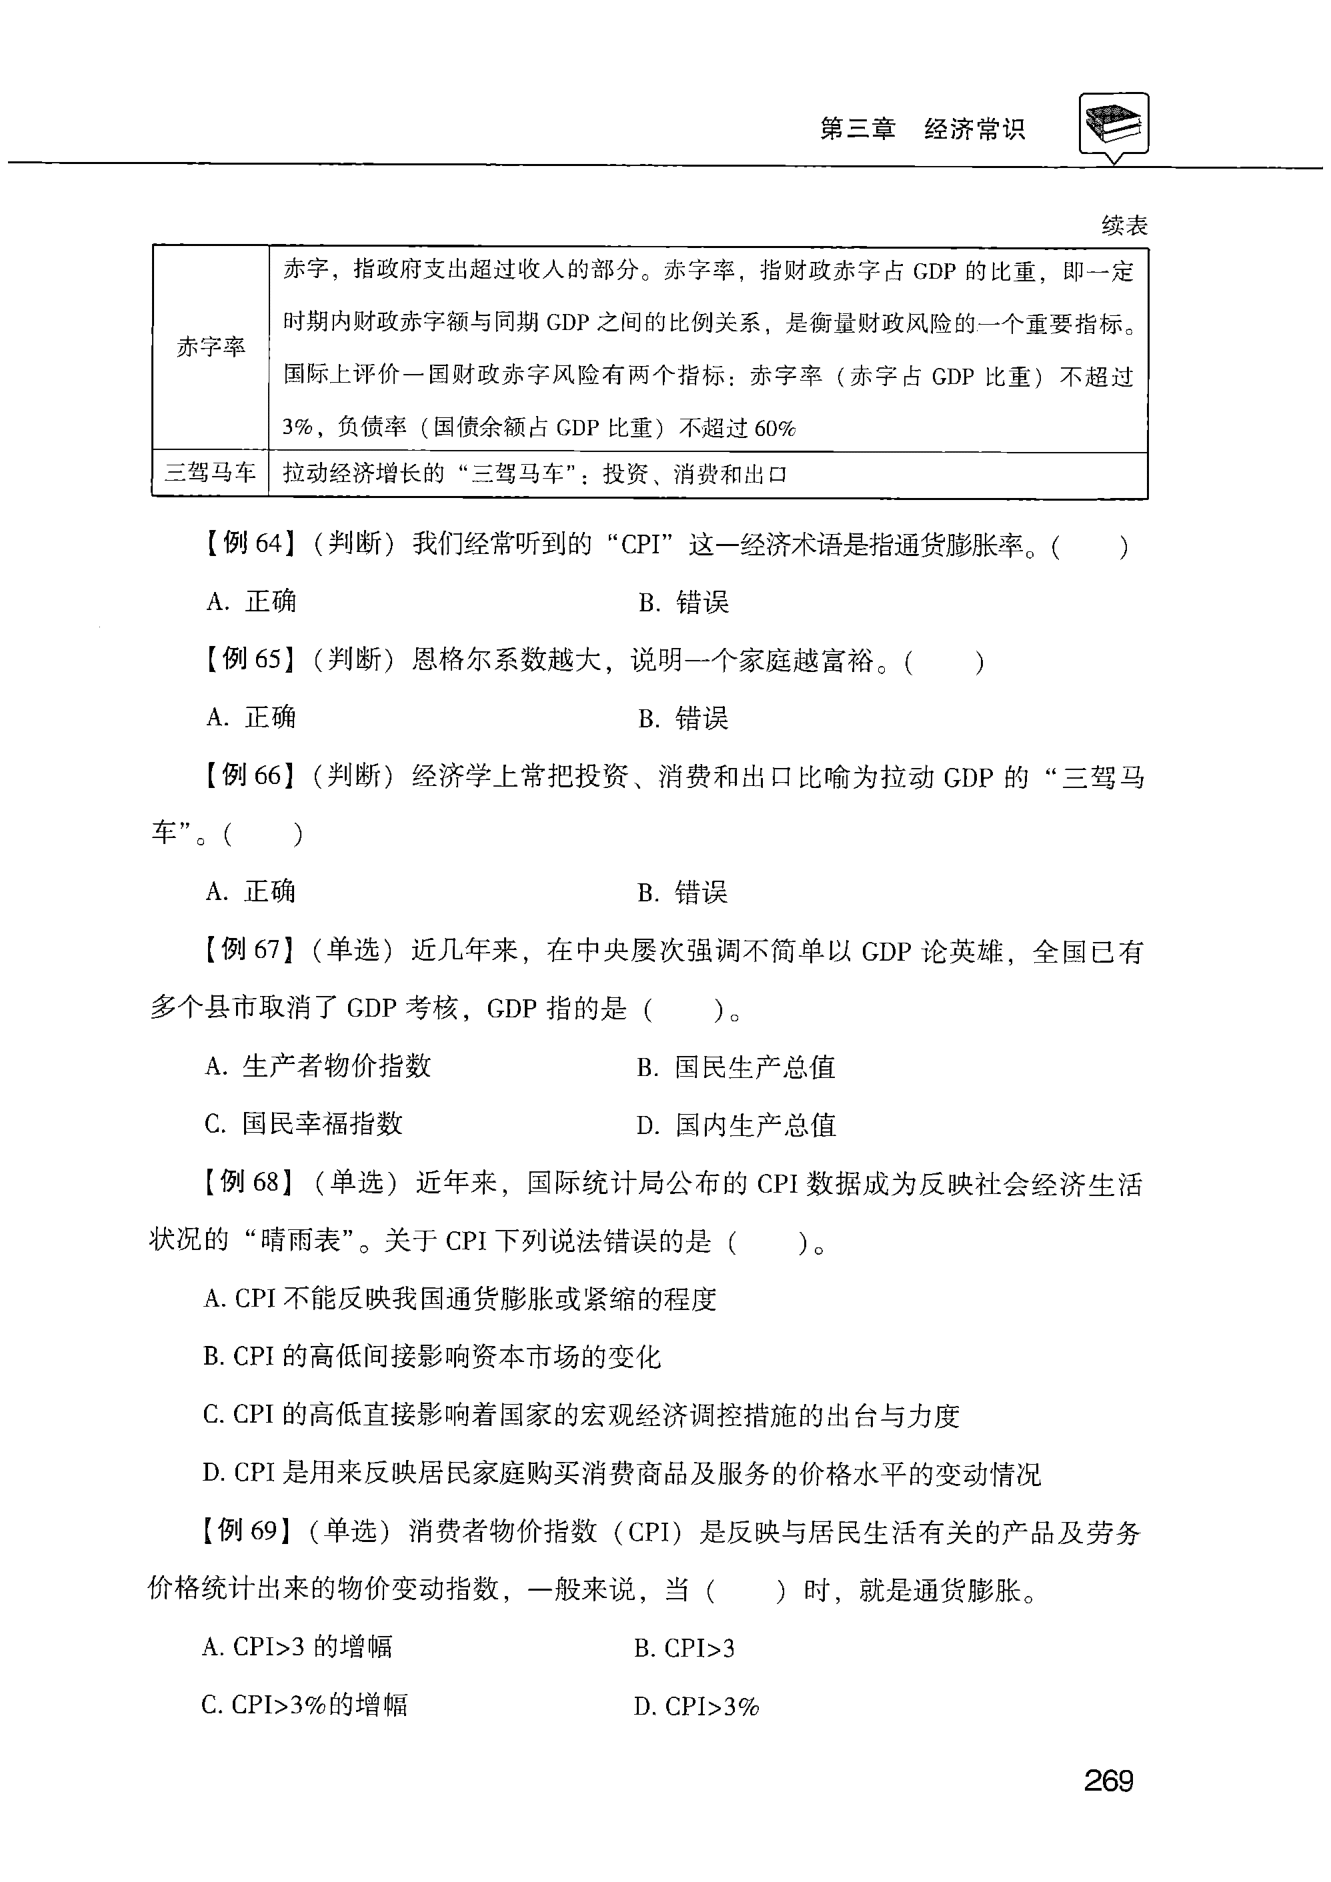 第三章 经济常识
续表
赤字率
赤字，指政府支出超过收人的部分。赤字率，指财政赤字占 GDP 的比重，即一定
时期内财政赤字额与同期 GDP 之间的比例关系，是衡量财政风险的一个重要指标。
国际上评价一国财政赤字风险有两个指标：赤字率（赤字占 GDP 比重）不超过
3%，负债率（国债余额占 GDP 比重）不超过 60%
三驾马车
拉动经济增长的“三驾马车”：投资、消费和出口
【例 64】（判断）我们经常听到的“CPI”这一经济术语是指通货膨胀率。（　　）
A. 正确　　B. 错误
【例 65】（判断）恩格尔系数越大，说明一个家庭越富裕。（　　）
A. 正确　　B. 错误
【例 66】（判断）经济学上常把投资、消费和出口比喻为拉动 GDP 的“三驾马
车”。（　　）
A. 正确　　B. 错误
【例 67】（单选）近几年来，在中央屡次强调不简单以 GDP 论英雄，全国已有
多个县市取消了 GDP 考核，GDP 指的是（　　）。
A. 生产者物价指数　　B. 国民生产总值
C. 国民幸福指数　　D. 国内生产总值
【例 68】（单选）近年来，国际统计局公布的 CPI 数据成为反映社会经济生活
状况的“晴雨表”。关于 CPI 下列说法错误的是（　　）。
A. CPI 不能反映我国通货膨胀或紧缩的程度
B. CPI 的高低间接影响资本市场的变化
C. CPI 的高低直接影响着国家的宏观经济调控措施的出台与力度
D. CPI 是用来反映居民家庭购买消费商品及服务的价格水平的变动情况
【例 69】（单选）消费者物价指数（CPI）是反映与居民生活有关的产品及劳务
价格统计出来的物价变动指数，一般来说，当（　　）时，就是通货膨胀。
A. CPI>3 的增幅　　B. CPI>3
C. CPI>3%的增幅　　D. CPI>3%
269